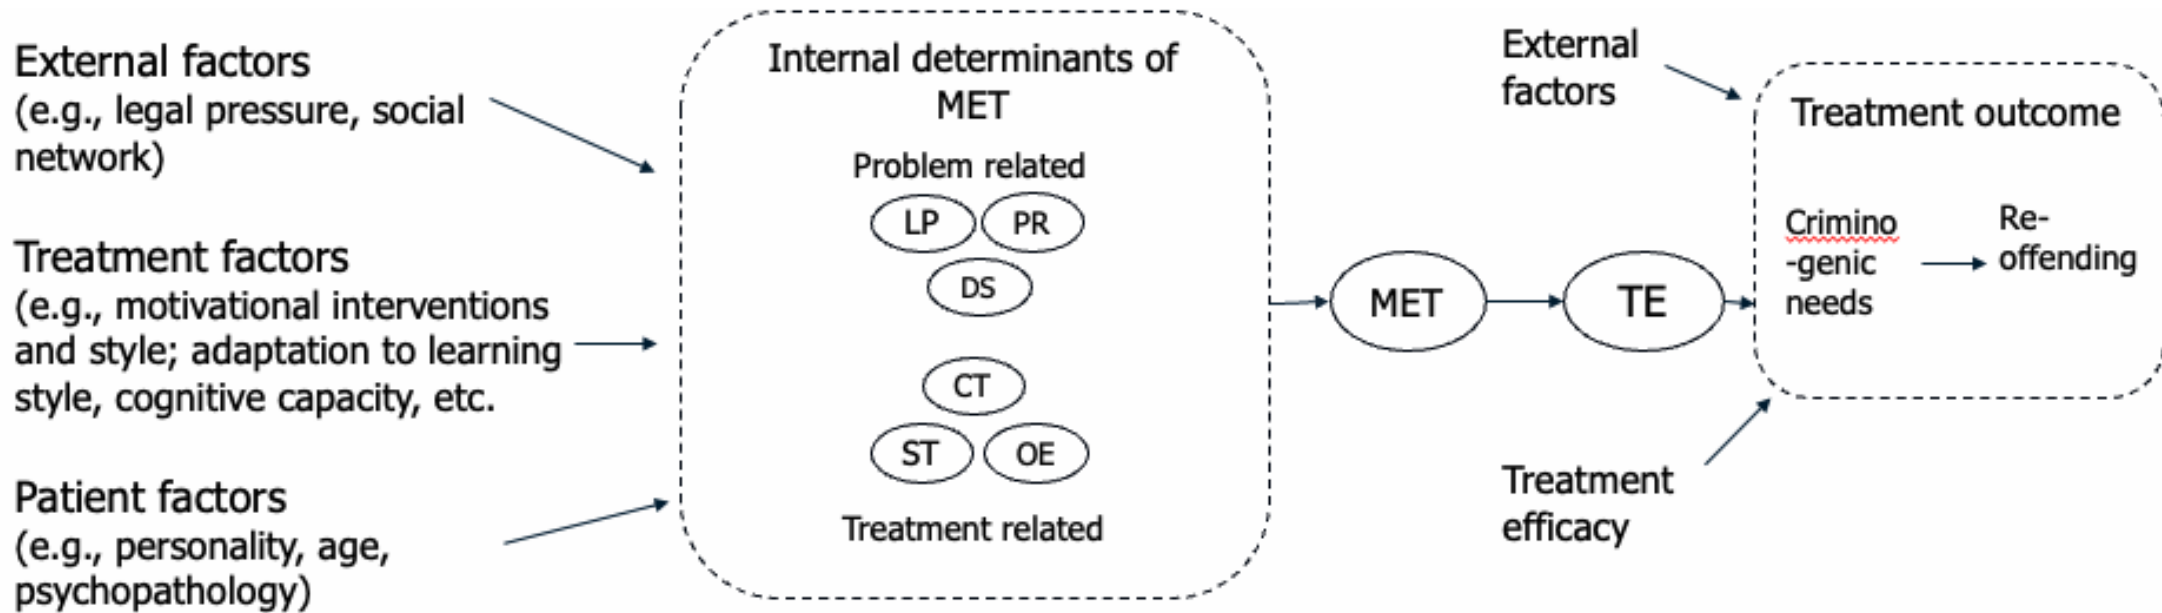 External factors
(e.g., legal pressure, social
network)
Treatment factors
(e.g., motivational interventions
and style; adaptation to learning
style, cognitive capacity, etc.
Patient factors
(e.g., personality, age,
psychopathology)
Internal determinants of
MET
Problem related
LP
PR
DS
CT
ST
OE
Treatment related
MET
TE
External
factors
Treatment outcome
Crimino
-genic
needs
Re-
offending
Treatment
efficacy